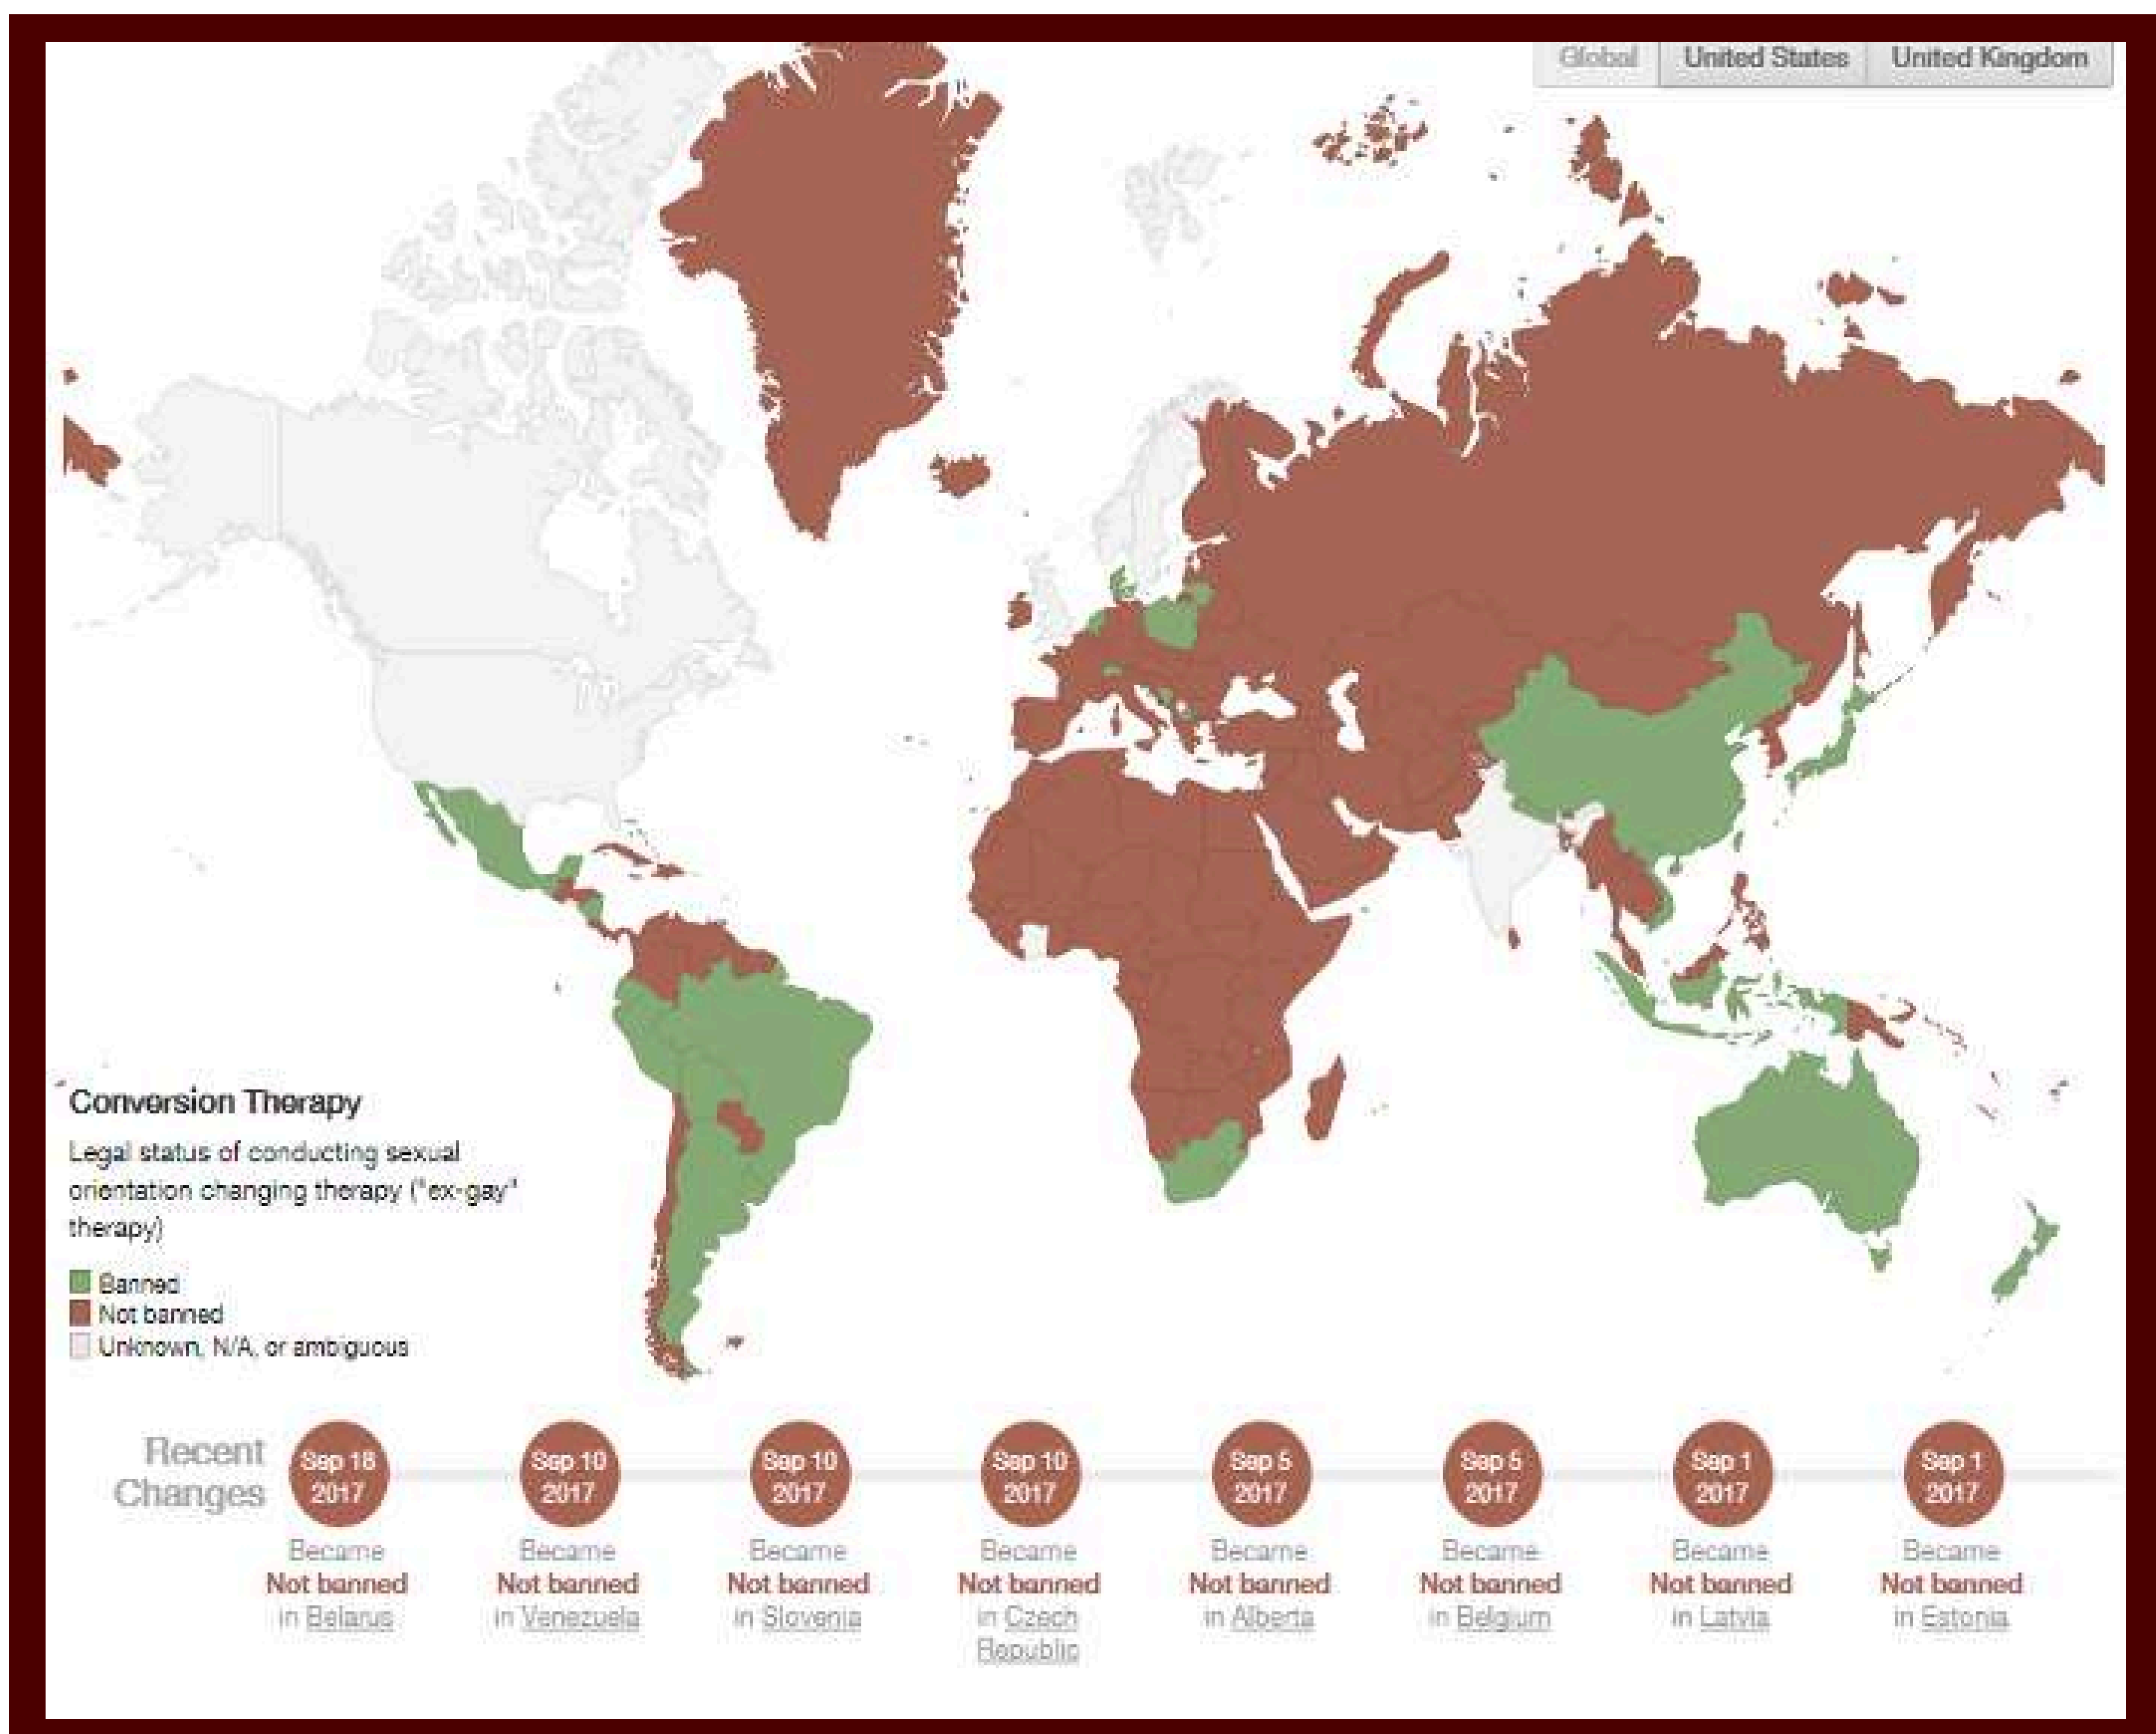 Global United States United Kingdom
Conversion Therapy
Legal status of conducting sexual
orientation changing therapy ("ex-gay"
therapy)
Banned
Not banned
Unknown, N/A, or ambiguous
Recent
Changes
Sep 18
2017
Became
Not banned
in Belarus
Sep 10
2017
Became
Not banned
in Venezuela
Sep 10
2017
Became
Not banned
in Slovenia
Sep 10
2017
Became
Not banned
in Czech
Republic
Sep 5
2017
Became
Not banned
in Alberta
Sep 5
2017
Became
Not banned
in Belgium
Sep 1
2017
Became
Not banned
in Latvia
Sep 1
2017
Became
Not banned
in Estonia